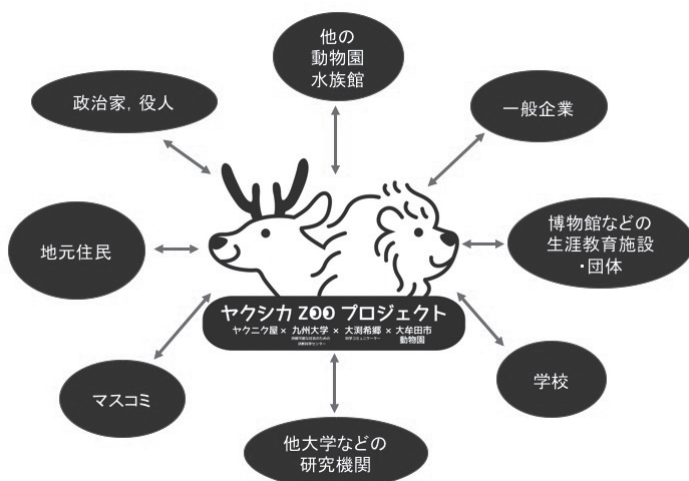 他の
動物園
水族館
政治家, 役人
一般企業
地元住民
博物館などの
生涯教育施設
・団体
ヤクシカ ZOO プロジェクト
ヤクニク屋 × 九州大学 × 大渕希郷 × 大牟田市
動物園
マスコミ
学校
他大学などの
研究機関